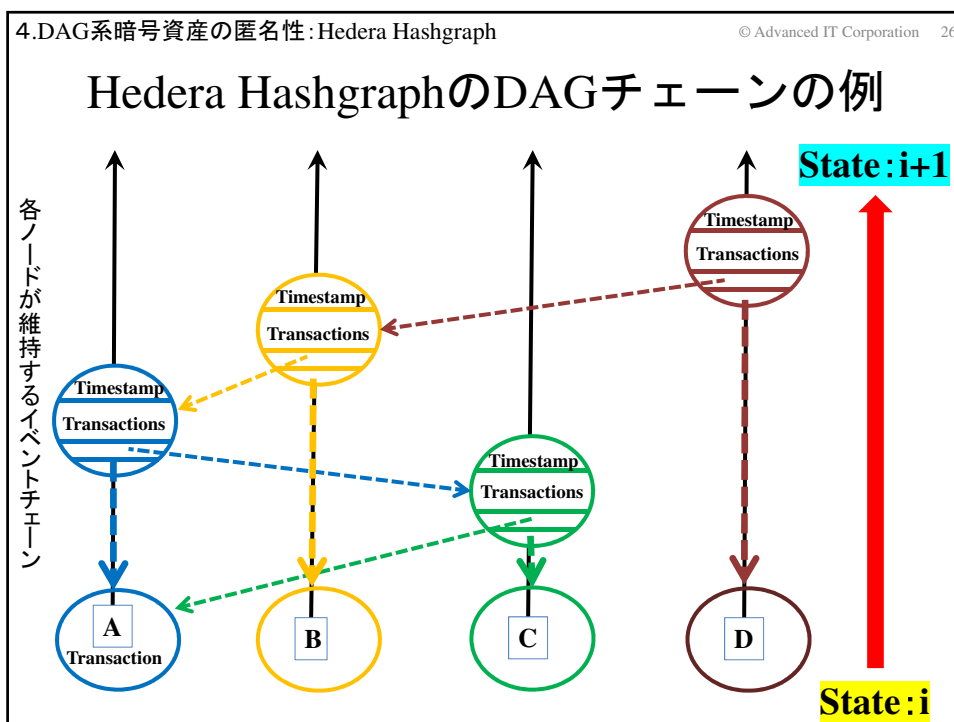 4.DAG系暗号資産の匿名性:Hedera Hashgraph
© Advanced IT Corporation 26
Hedera HashgraphのDAGチェーンの例
State:i+1
各ノードが維持するイベントチェーン
Timestamp
Transactions
Timestamp
Transactions
Timestamp
Transactions
Timestamp
Transactions
A
Transaction
B
C
D
State:i